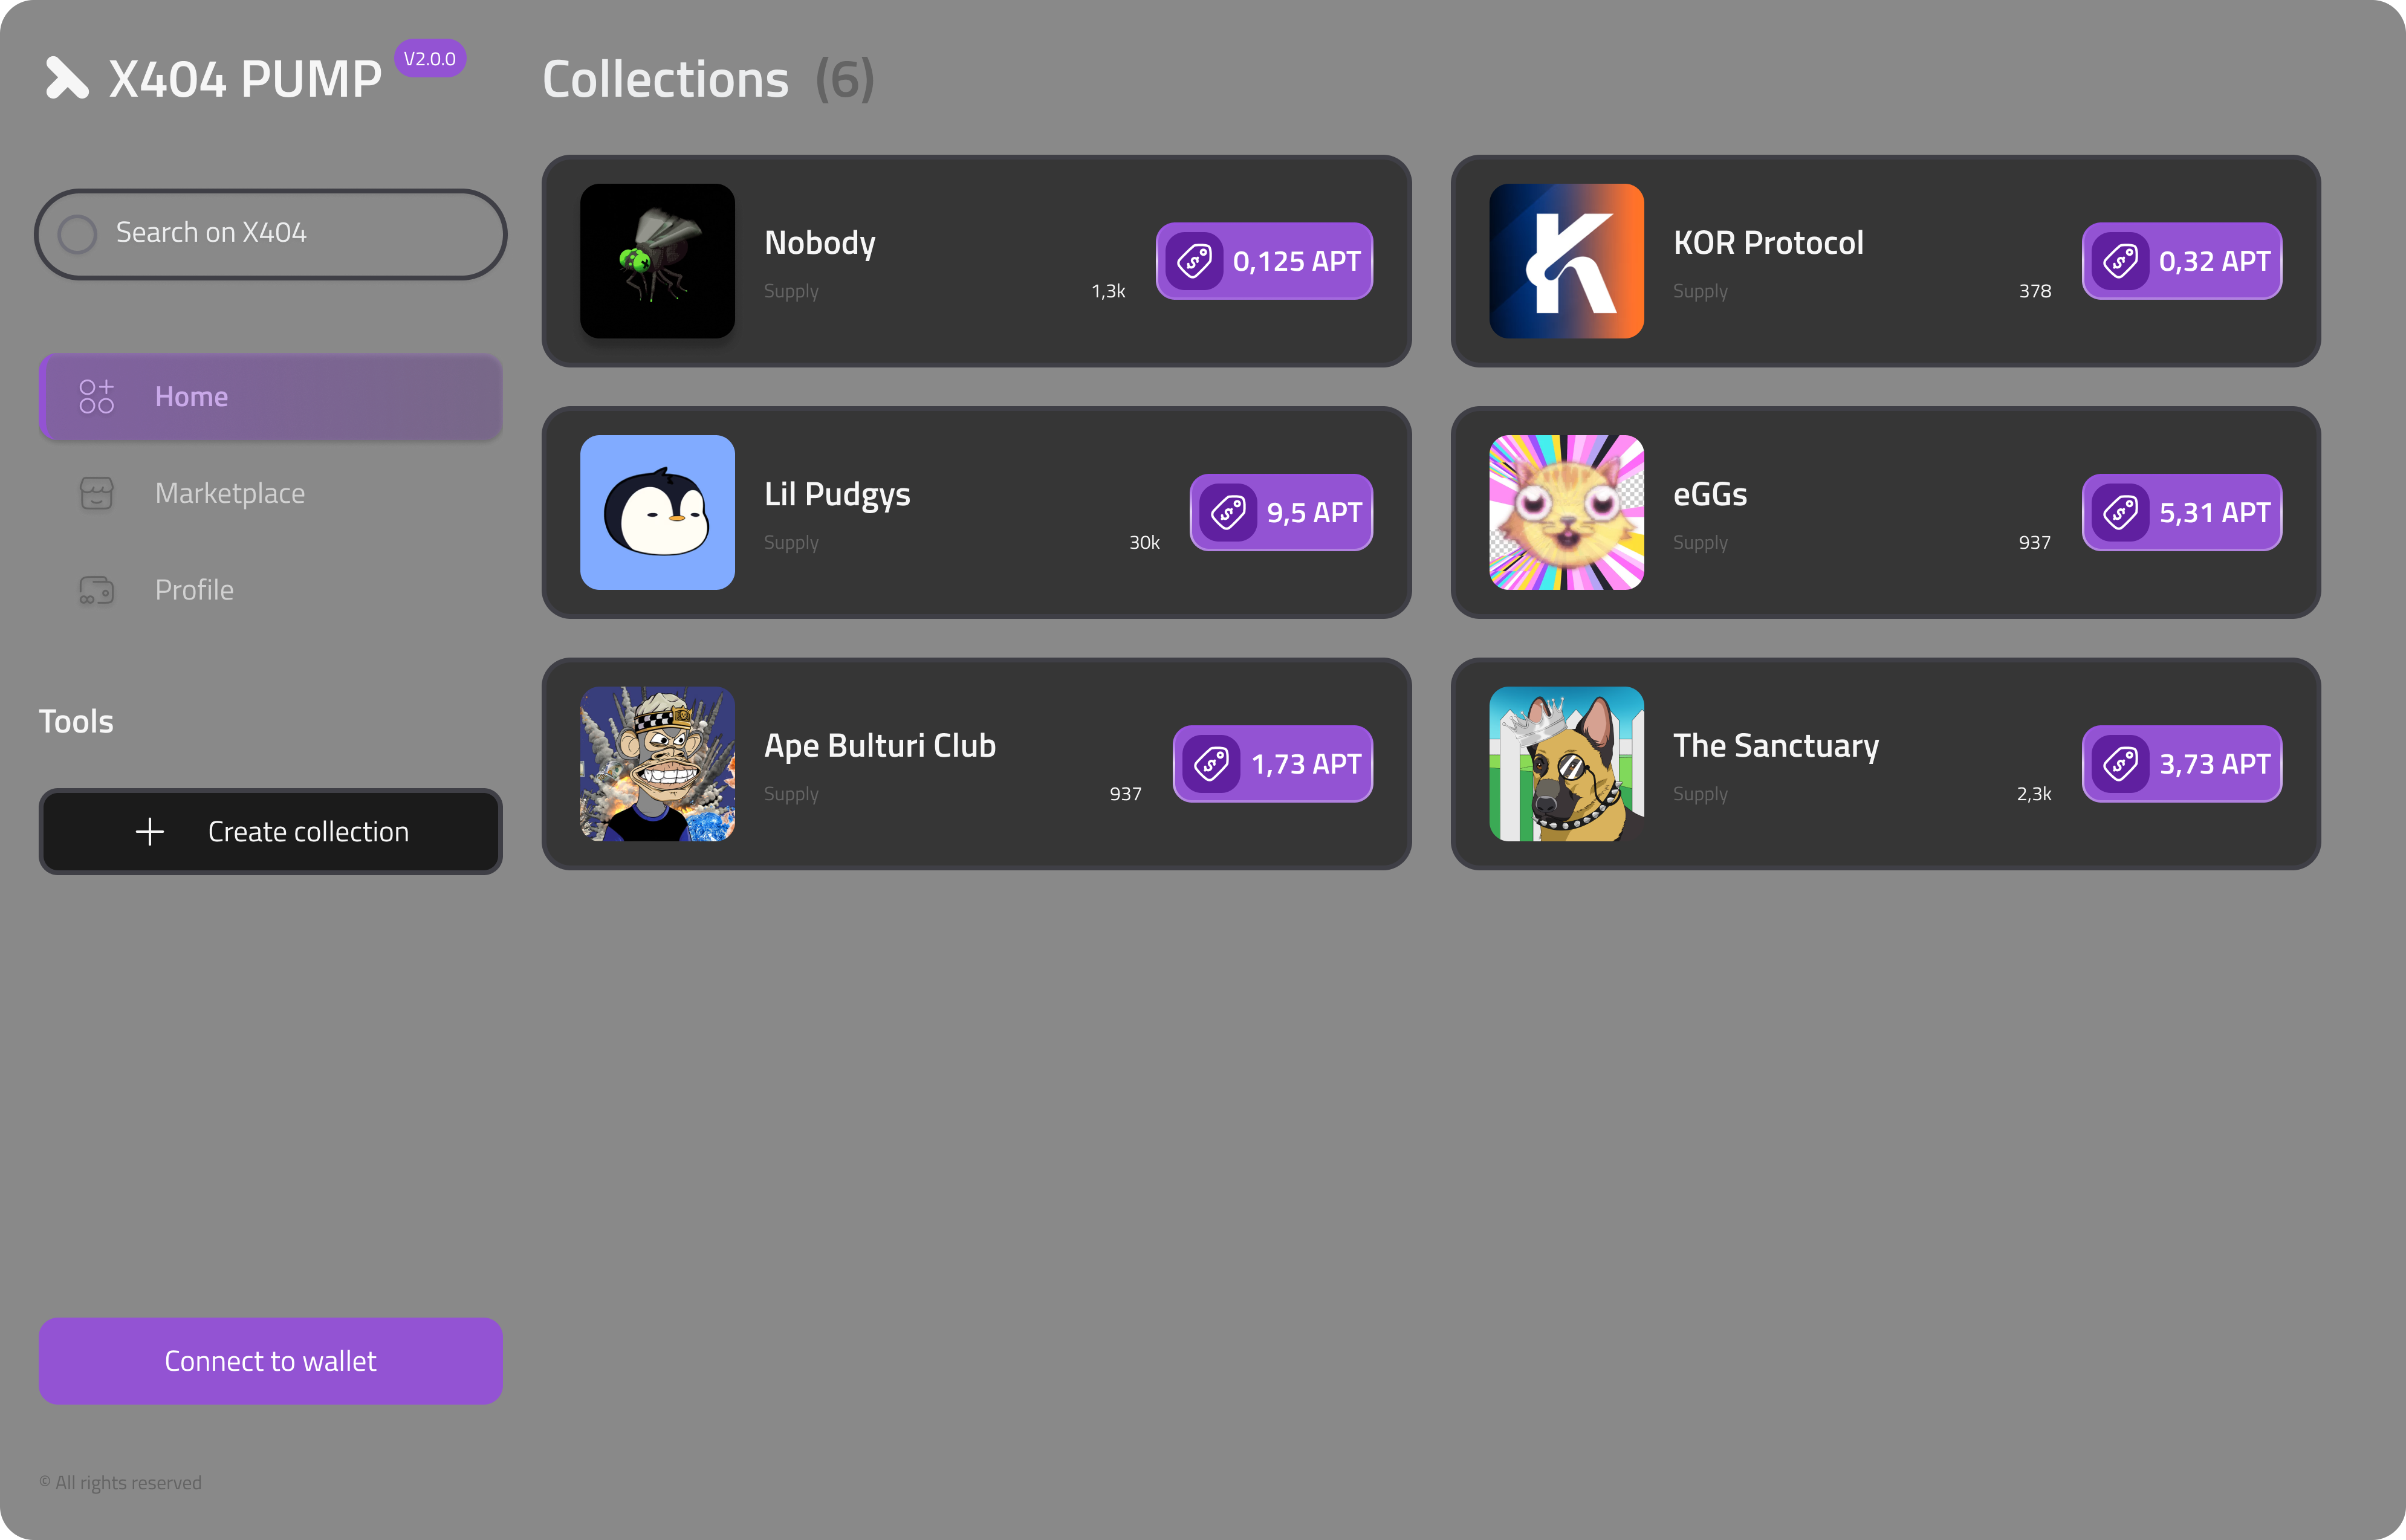 X404 PUMP
V2.0.0
Search on X404
Home
Marketplace
Profile
Tools
Create collection
Connect to wallet
© All rights reserved
Collections (6)
Nobody
Supply 1,3k
0,125 APT
KOR Protocol
Supply 378
0,32 APT
Lil Pudgys
Supply 30k
9,5 APT
eGGs
Supply 937
5,31 APT
Ape Bulturi Club
Supply 937
1,73 APT
The Sanctuary
Supply 2,3k
3,73 APT